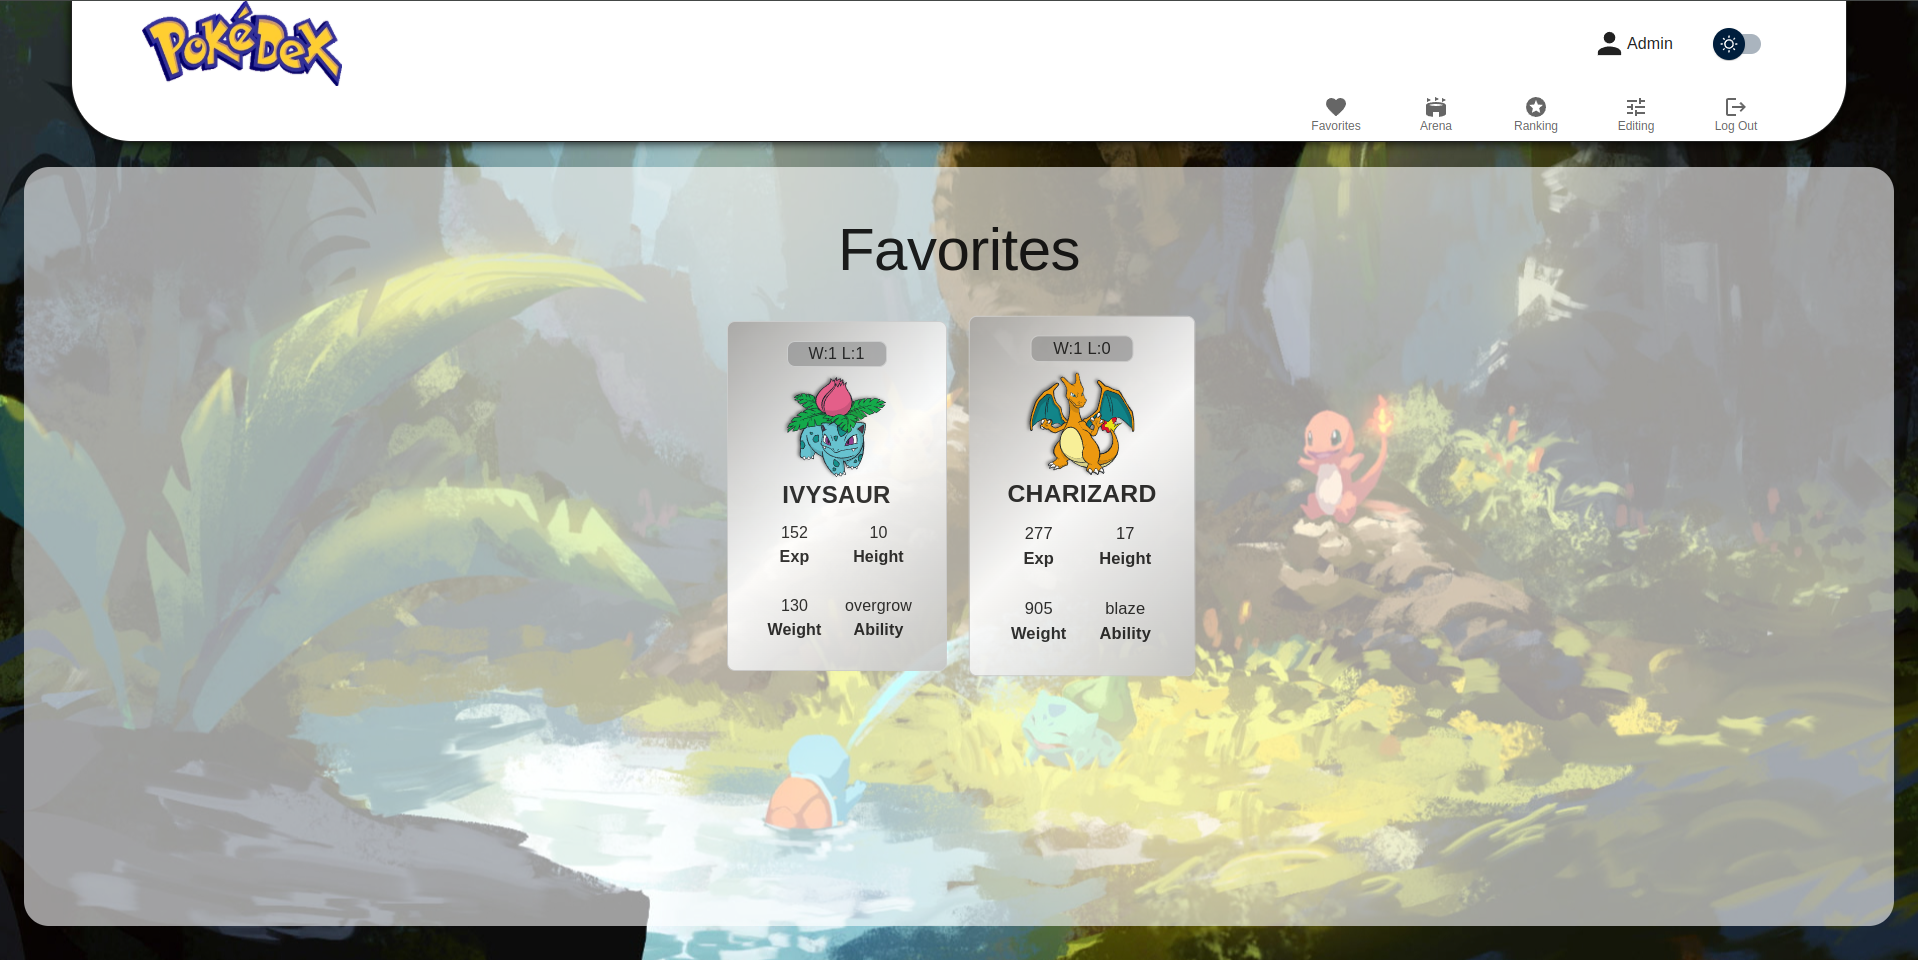 PoKéDex
Admin
Favorites
Arena
Ranking
Editing
Log Out
Favorites
W:1 L:1
IVYSAUR
152
10
Exp
Height
130
overgrow
Weight
Ability
W:1 L:0
CHARIZARD
277
17
Exp
Height
905
blaze
Weight
Ability